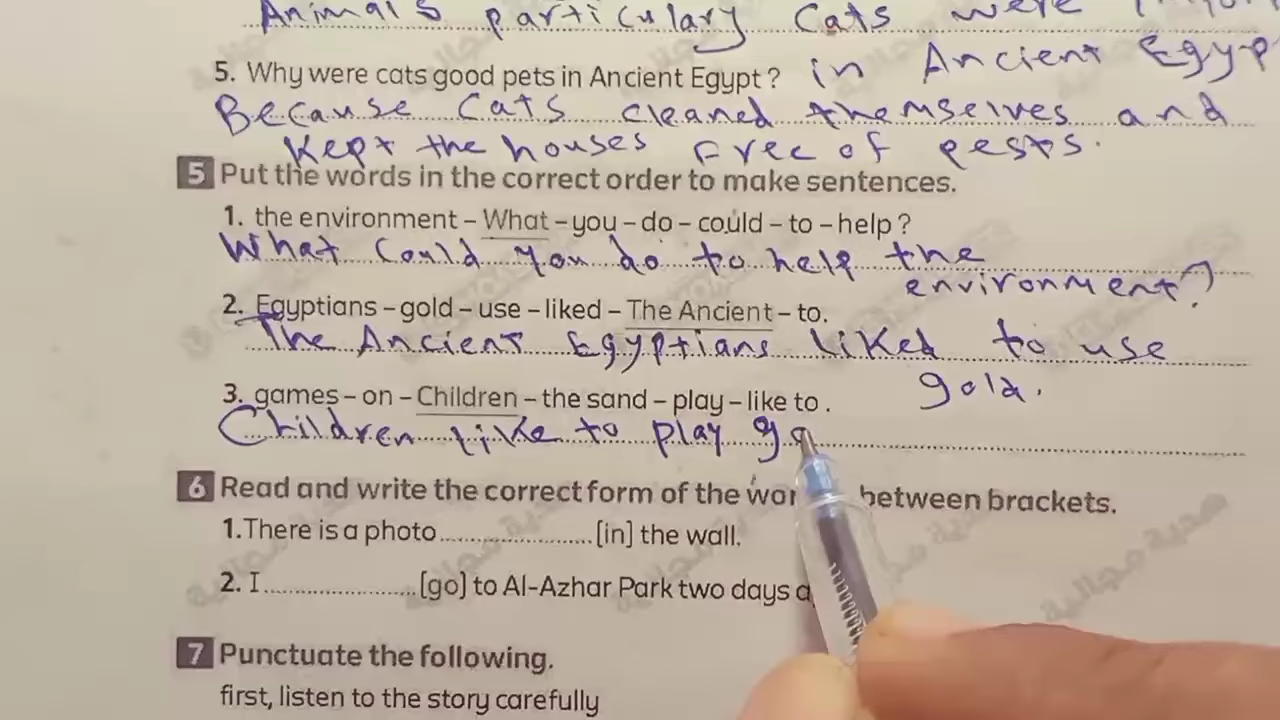 Animals particulary cats were
5. Why were cats good pets in Ancient Egypt ? in Ancient Egyp
Because Cats cleaned themselves and
Kept the houses free of pests.
5 Put the words in the correct order to make sentences.
1. the environment – What – you – do – could – to – help ?
What Could you do to help the
environment?
2. Egyptians – gold – use – liked – The Ancient – to.
The Ancient Egyptians liked to use
gold.
3. games – on – Children – the sand – play – like to .
Children like to play ga
6 Read and write the correct form of the wor between brackets.
1.There is a photo ........................ [in] the wall.
2. I ........................ [go] to Al-Azhar Park two days a
7 Punctuate the following.
first, listen to the story carefully